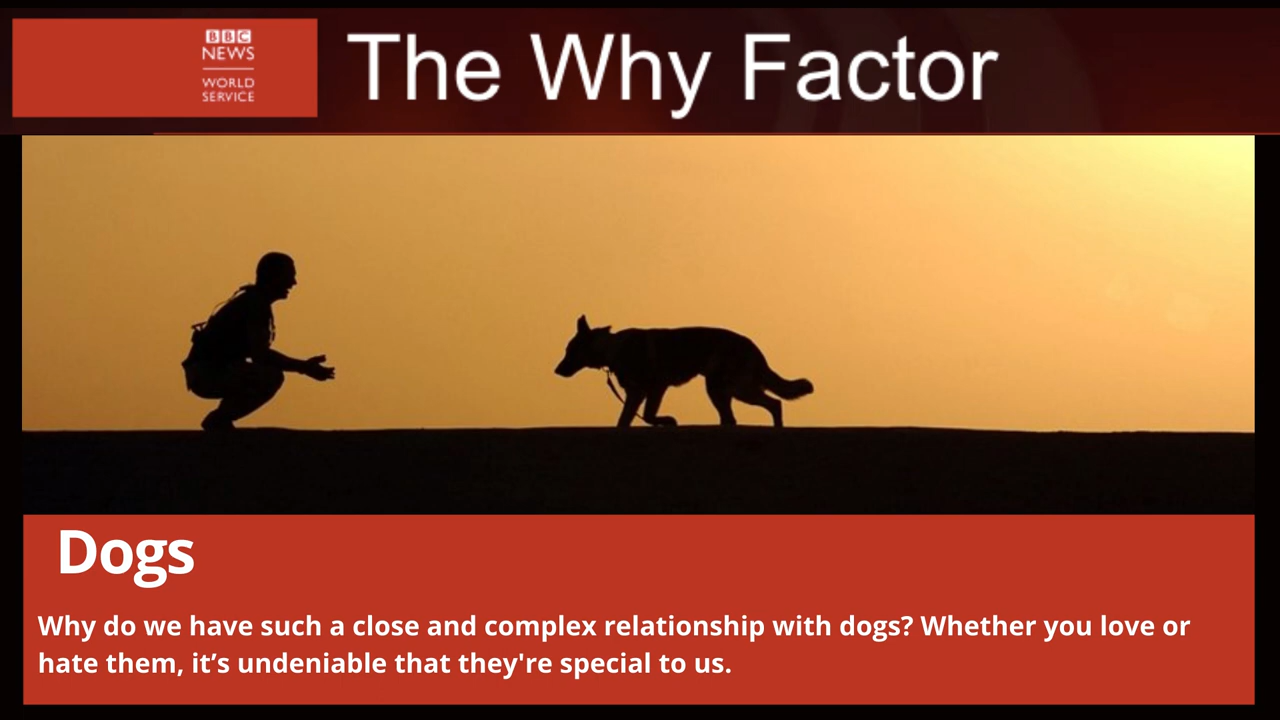 BBC
NEWS
WORLD
SERVICE
The Why Factor
Dogs
Why do we have such a close and complex relationship with dogs? Whether you love or
hate them, it’s undeniable that they're special to us.